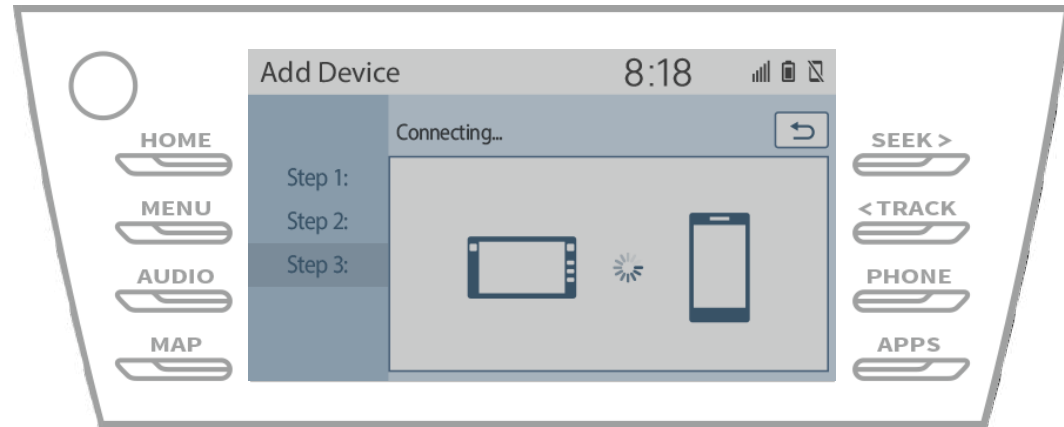 Add Device
8:18
Connecting...
Step 1:
Step 2:
Step 3:
HOME
MENU
AUDIO
MAP
SEEK >
< TRACK
PHONE
APPS